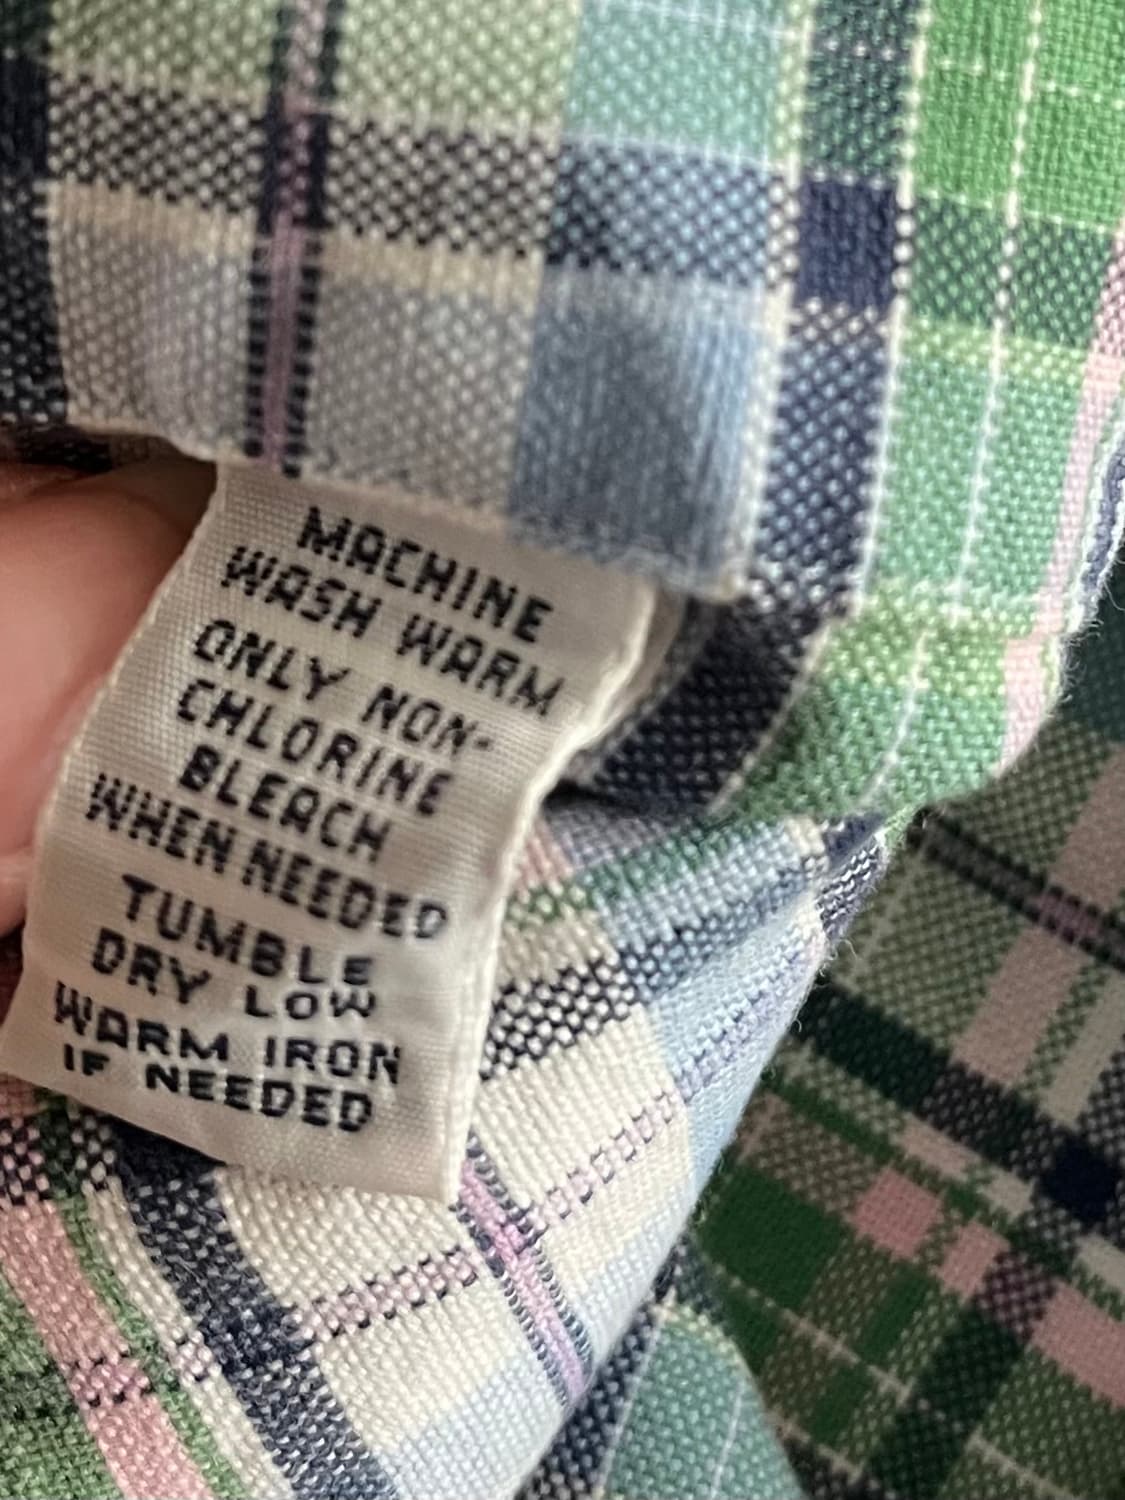 MACHINE
WASH WARM
ONLY NON-
CHLORINE
BLEACH
WHEN NEEDED
TUMBLE
DRY LOW
WARM IRON
IF NEEDED